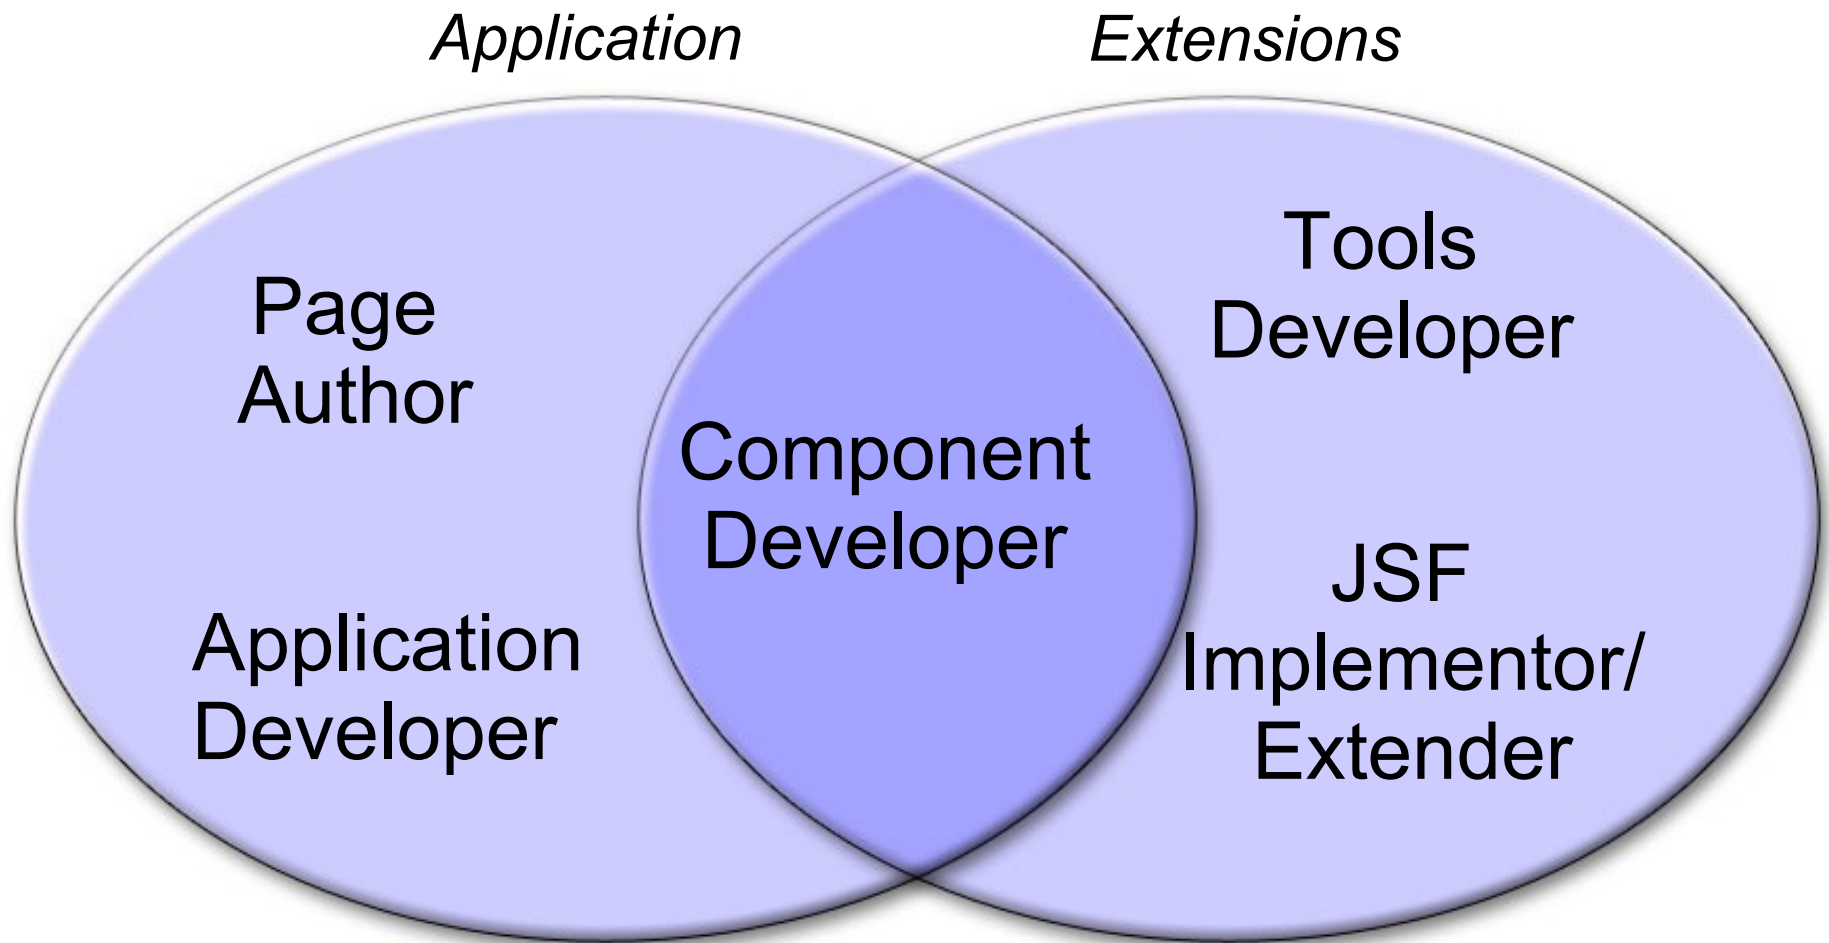 Application
Extensions
Page
Author
Application
Developer
Component
Developer
Tools
Developer
JSF
Implementor/
Extender